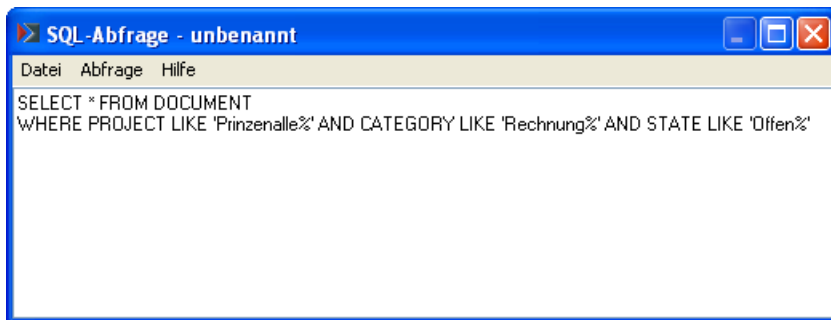 SQL-Abfrage - unbenannt
Datei Abfrage Hilfe
SELECT * FROM DOCUMENT
WHERE PROJECT LIKE 'Prinzenalle%' AND CATEGORY LIKE 'Rechnung%' AND STATE LIKE 'Offen%'